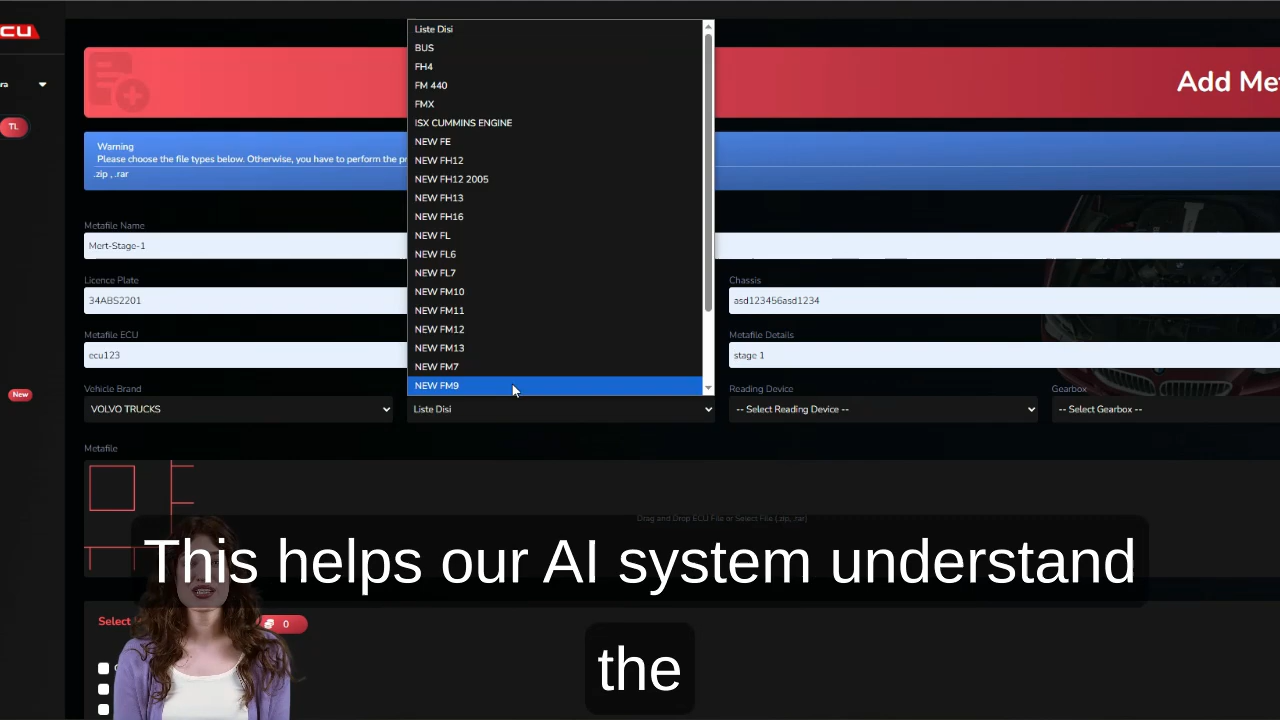 CU
ra
TL
New
Add Me
Warning
Please choose the file types below. Otherwise, you have to perform the
.zip , .rar
Metafile Name
Mert-Stage-1
Licence Plate
34ABS2201
Chassis
asd123456asd1234
Metafile ECU
ecu123
Metafile Details
stage 1
Liste Disi
BUS
FH4
FM 440
FMX
ISX CUMMINS ENGINE
NEW FE
NEW FH12
NEW FH12 2005
NEW FH13
NEW FH16
NEW FL
NEW FL6
NEW FL7
NEW FM10
NEW FM11
NEW FM12
NEW FM13
NEW FM7
NEW FM9
Vehicle Brand
VOLVO TRUCKS
Liste Disi
Reading Device
-- Select Reading Device --
Gearbox
-- Select Gearbox --
Metafile
Drag and Drop ECU File or Select File (.zip, .rar)
This helps our AI system understand
the
Select
0